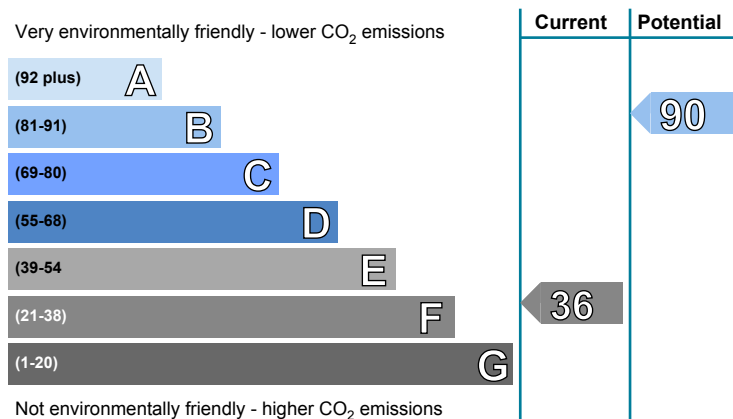 Current Potential
Very environmentally friendly - lower CO₂ emissions
(92 plus) A
(81-91) B
90
(69-80) C
(55-68) D
(39-54 E
(21-38) F
36
(1-20) G
Not environmentally friendly - higher CO₂ emissions